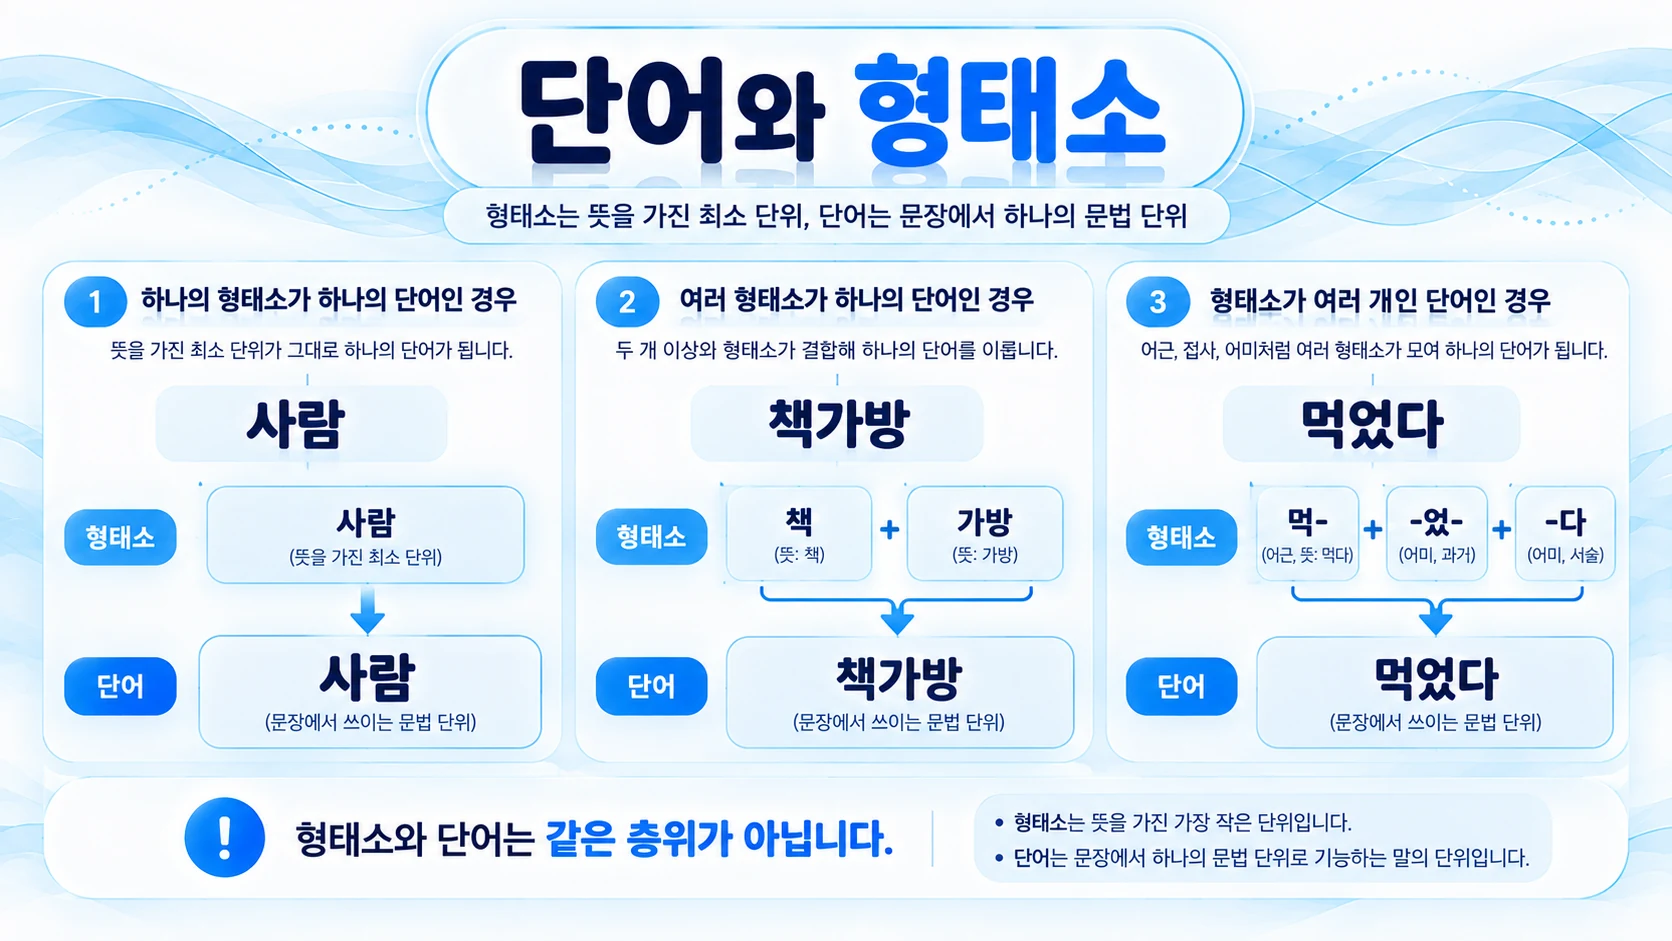 단어와 형태소
형태소는 뜻을 가진 최소 단위, 단어는 문장에서 하나의 문법 단위
1 하나의 형태소가 하나의 단어인 경우
뜻을 가진 최소 단위가 그대로 하나의 단어가 됩니다.
사람
형태소
사람
(뜻을 가진 최소 단위)
단어
사람
(문장에서 쓰이는 문법 단위)
2 여러 형태소가 하나의 단어인 경우
두 개 이상와 형태소가 결합해 하나의 단어를 이룹니다.
책가방
형태소
책 + 가방
(뜻: 책) (뜻: 가방)
단어
책가방
(문장에서 쓰이는 문법 단위)
3 형태소가 여러 개인 단어인 경우
어근, 접사, 어미처럼 여러 형태소가 모여 하나의 단어가 됩니다.
먹었다
형태소
먹- + -었- + -다
(어근, 뜻: 먹다) (어미, 과거) (어미, 서술)
단어
먹었다
(문장에서 쓰이는 문법 단위)
! 형태소와 단어는 같은 층위가 아닙니다.
• 형태소는 뜻을 가진 가장 작은 단위입니다.
• 단어는 문장에서 하나의 문법 단위로 기능하는 말의 단위입니다.